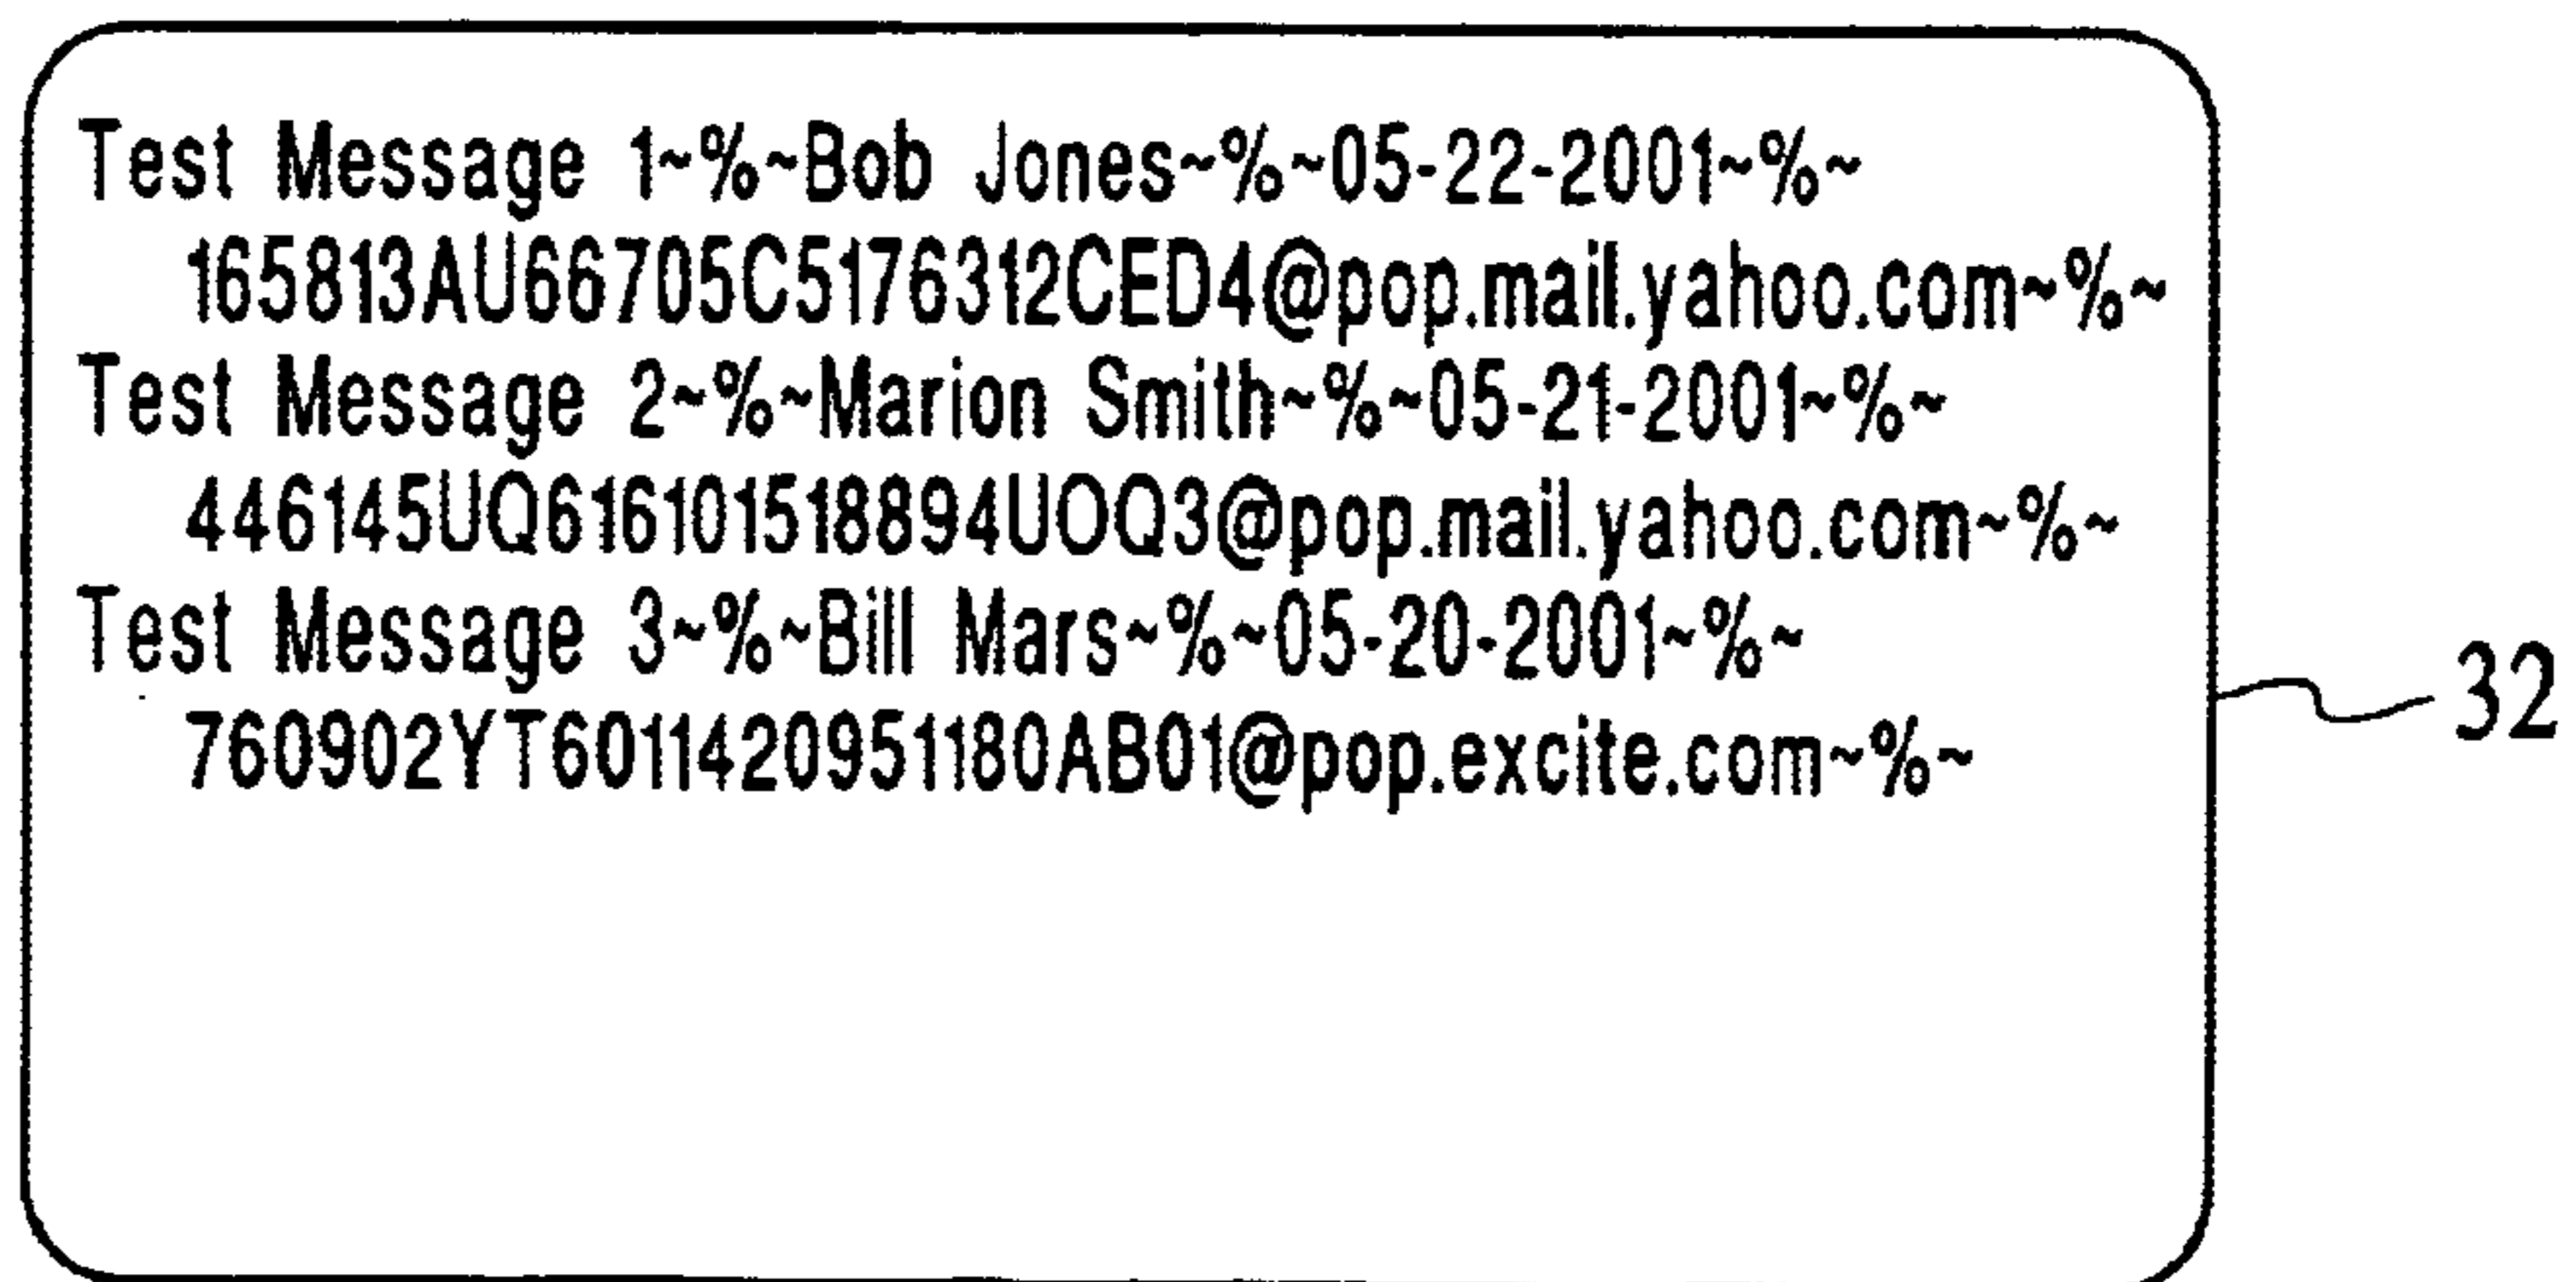 Test Message 1~%~Bob Jones~%~05-22-2001~%~
165813AU66705C5176312CED4@pop.mail.yahoo.com~%~
Test Message 2~%~Marion Smith~%~05-21-2001~%~
446145UQ616101518894UOQ3@pop.mail.yahoo.com~%~
Test Message 3~%~Bill Mars~%~05-20-2001~%~
760902YT6011420951180AB01@pop.excite.com~%~
32